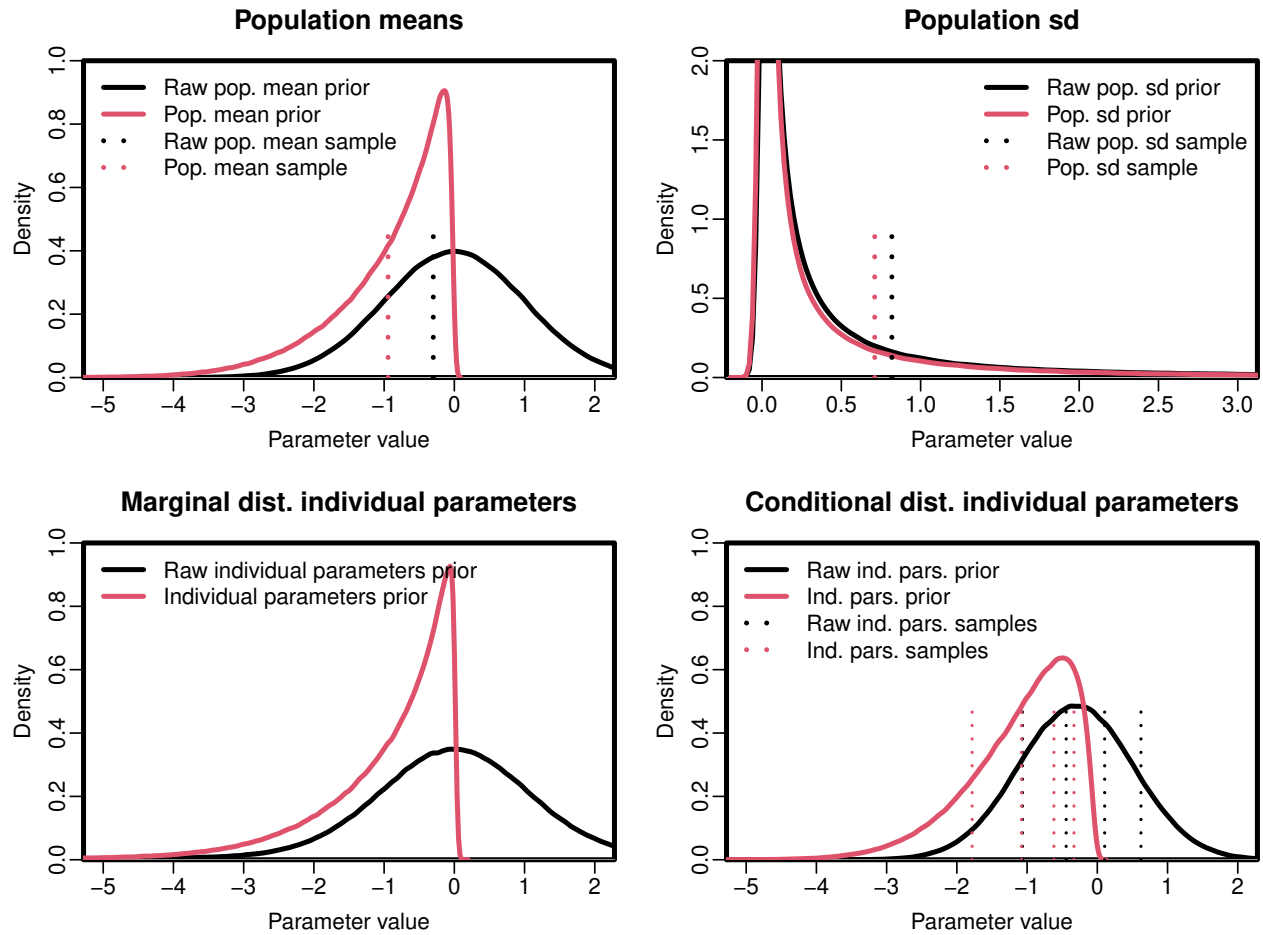 Population means
Raw pop. mean prior
Pop. mean prior
Raw pop. mean sample
Pop. mean sample
Density
0.0 0.2 0.4 0.6 0.8 1.0
−5 −4 −3 −2 −1 0 1 2
Parameter value
Population sd
Raw pop. sd prior
Pop. sd prior
Raw pop. sd sample
Pop. sd sample
Density
0.0 0.5 1.0 1.5 2.0
0.0 0.5 1.0 1.5 2.0 2.5 3.0
Parameter value
Marginal dist. individual parameters
Raw individual parameters prior
Individual parameters prior
Density
0.0 0.2 0.4 0.6 0.8 1.0
−5 −4 −3 −2 −1 0 1 2
Parameter value
Conditional dist. individual parameters
Raw ind. pars. prior
Ind. pars. prior
Raw ind. pars. samples
Ind. pars. samples
Density
0.0 0.2 0.4 0.6 0.8 1.0
−5 −4 −3 −2 −1 0 1 2
Parameter value